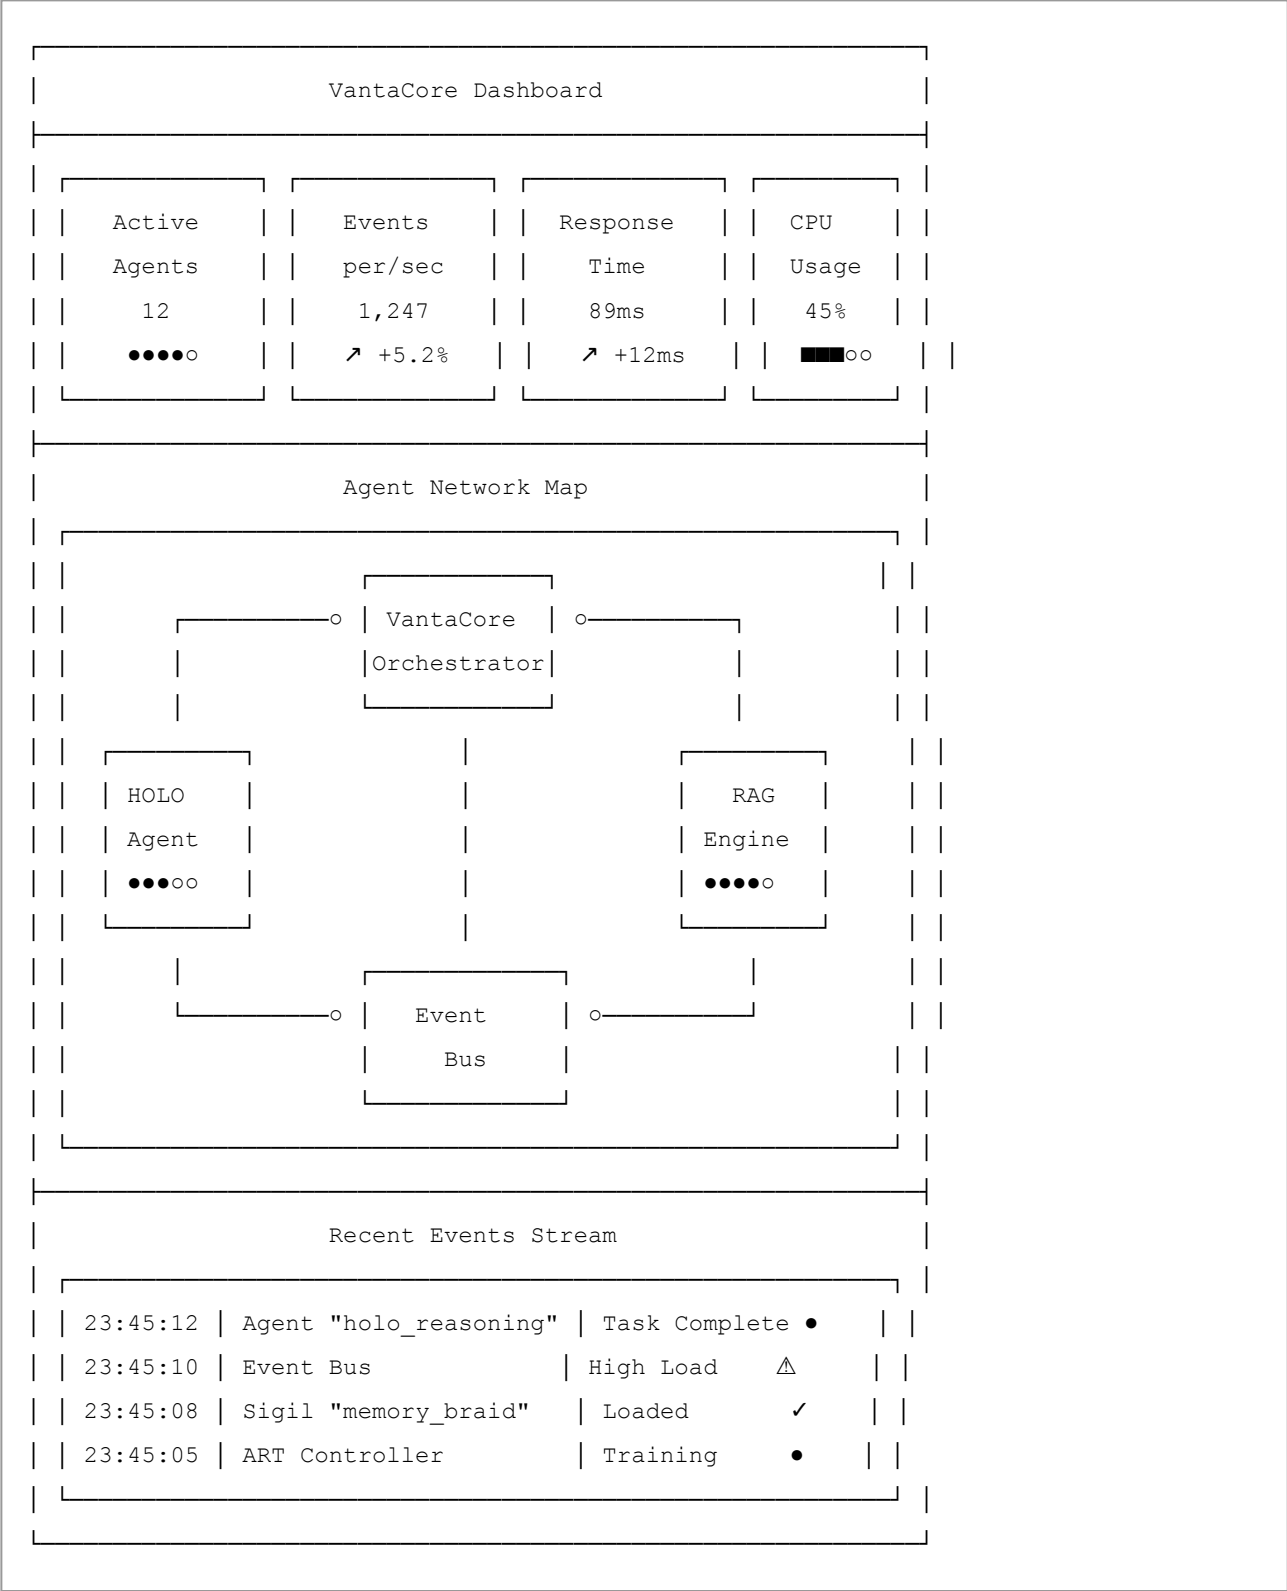 VantaCore Dashboard
Active Events Response CPU
Agents per/sec Time Usage
12 1,247 89ms 45%
●●●●○ ↗ +5.2% ↗ +12ms ■■■○○
Agent Network Map
VantaCore
Orchestrator
HOLO RAG
Agent Engine
●●●○○ ●●●●○
Event
Bus
Recent Events Stream
23:45:12 │ Agent "holo_reasoning" │ Task Complete ●
23:45:10 │ Event Bus │ High Load ⚠
23:45:08 │ Sigil "memory_braid" │ Loaded ✓
23:45:05 │ ART Controller │ Training ●